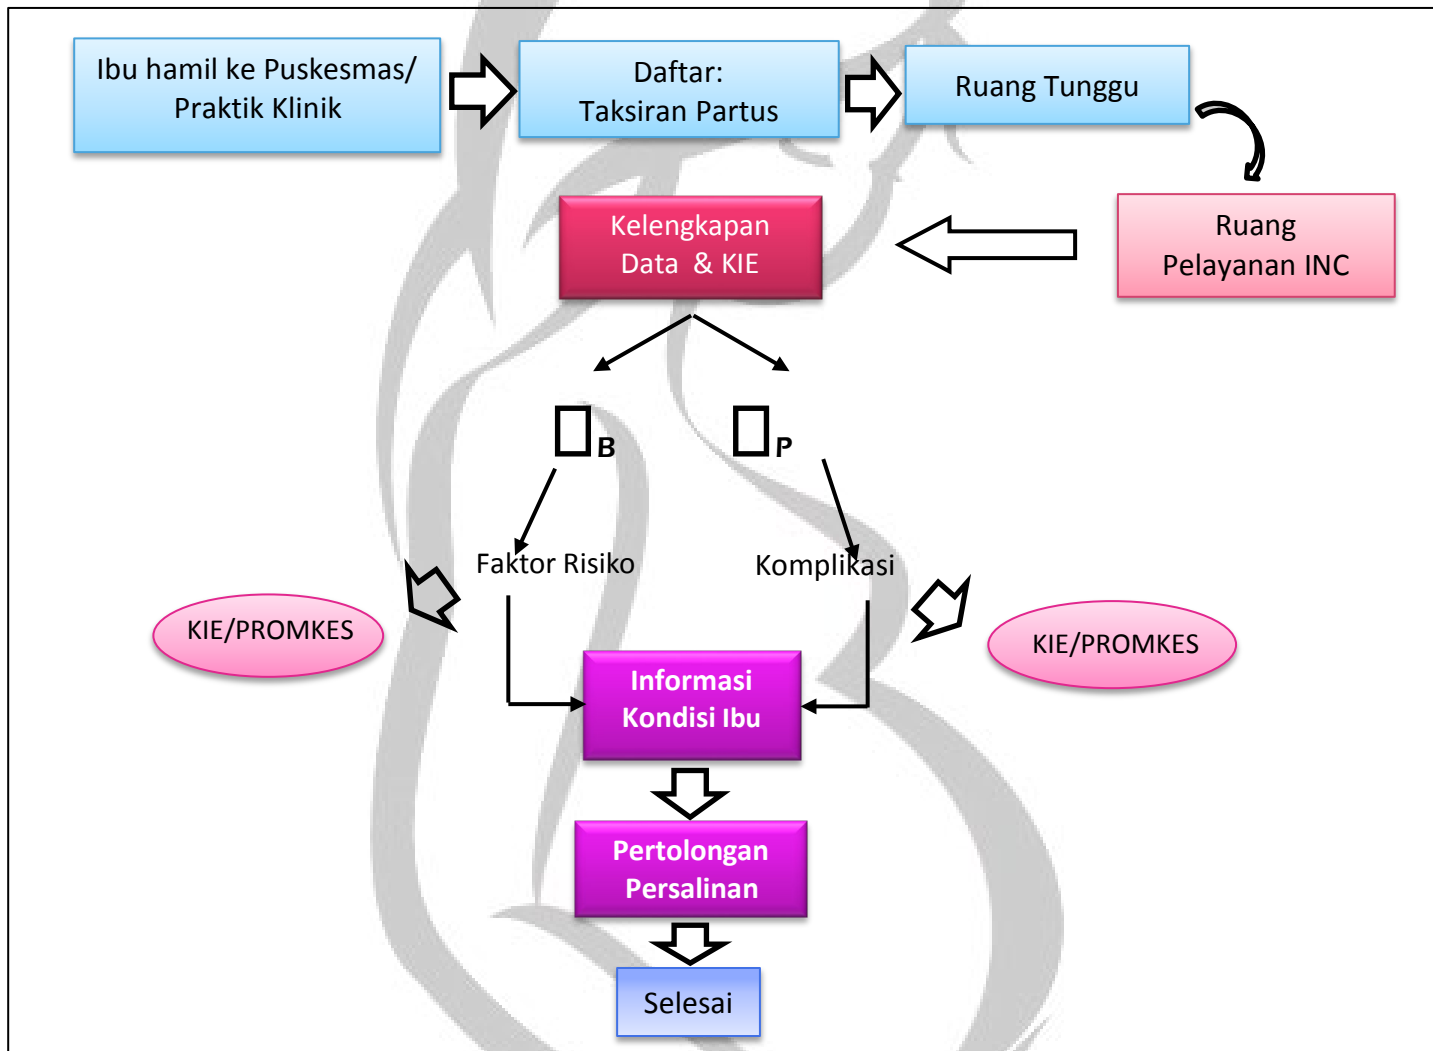 Ibu hamil ke Puskesmas/
Praktik Klinik
Daftar:
Taksiran Partus
Ruang Tunggu
Ruang
Pelayanan INC
Kelengkapan
Data & KIE
B
P
Faktor Risiko
Komplikasi
KIE/PROMKES
KIE/PROMKES
Informasi
Kondisi Ibu
Pertolongan
Persalinan
Selesai